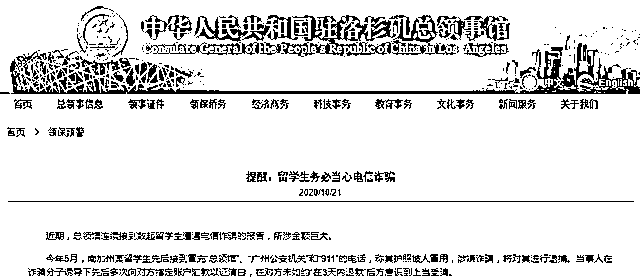 中华人民共和国驻洛杉矶总领事馆
Consulate General of the People's Republic of China in Los Angeles
中文 English
首页 总领事信息 领事证件 领保侨务 经济商务 科技事务 教育事务 文化事务 新闻服务 关于我们
首页 > 领保预警
提醒：留学生务必当心电信诈骗
2020/10/21
近期，总领馆连续接到数起留学生遭遇电信诈骗的报告，所涉金额巨大。
今年5月，南加州某留学生先后接到冒充“总领馆”、“广州公安机关”和“911”的电话，称其护照被人冒用，涉嫌诈骗，将对其进行逮捕。当事人在
诈骗分子诱导下先后多次向对方指定账户汇款以证清白，在对方未如约“在3天内退款”后方意识到上当受骗。